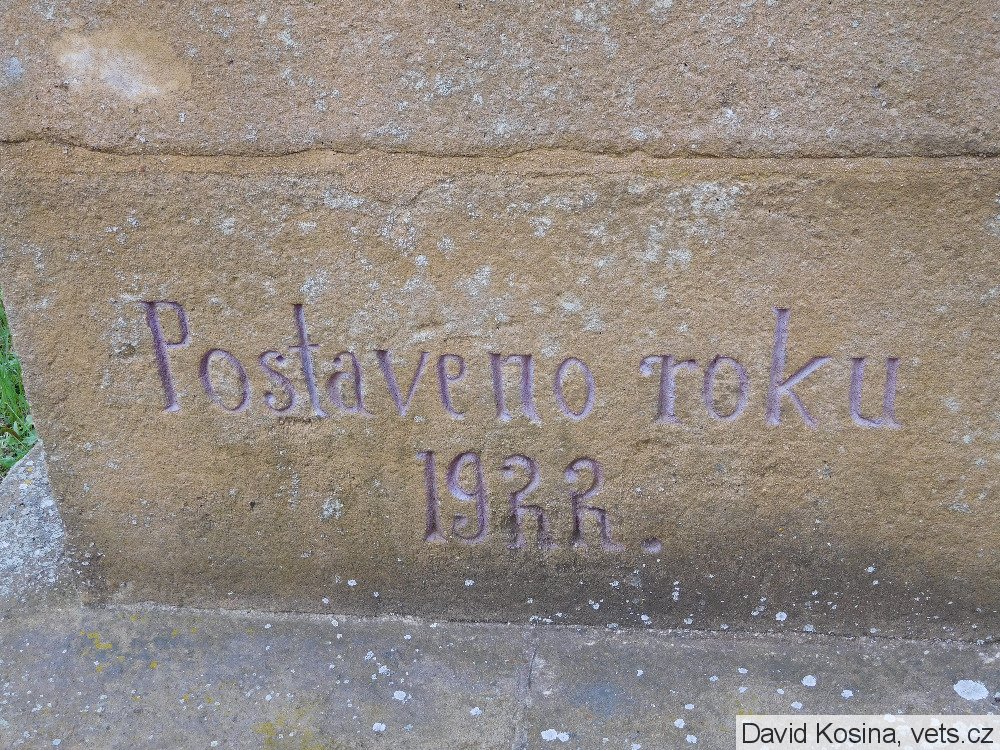 Postaveno roku
1922.
David Kosina, vets.cz